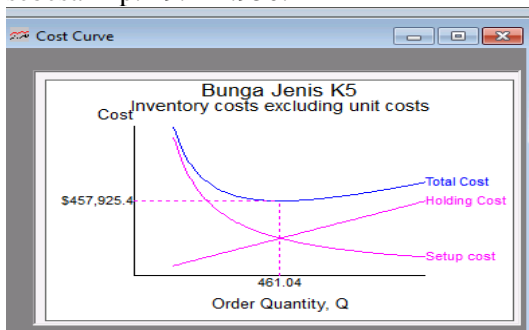 Cost Curve
Bunga Jenis K5
Inventory costs excluding unit costs
Cost
Total Cost
$457,925.4
Holding Cost
Setup cost
461.04
Order Quantity, Q